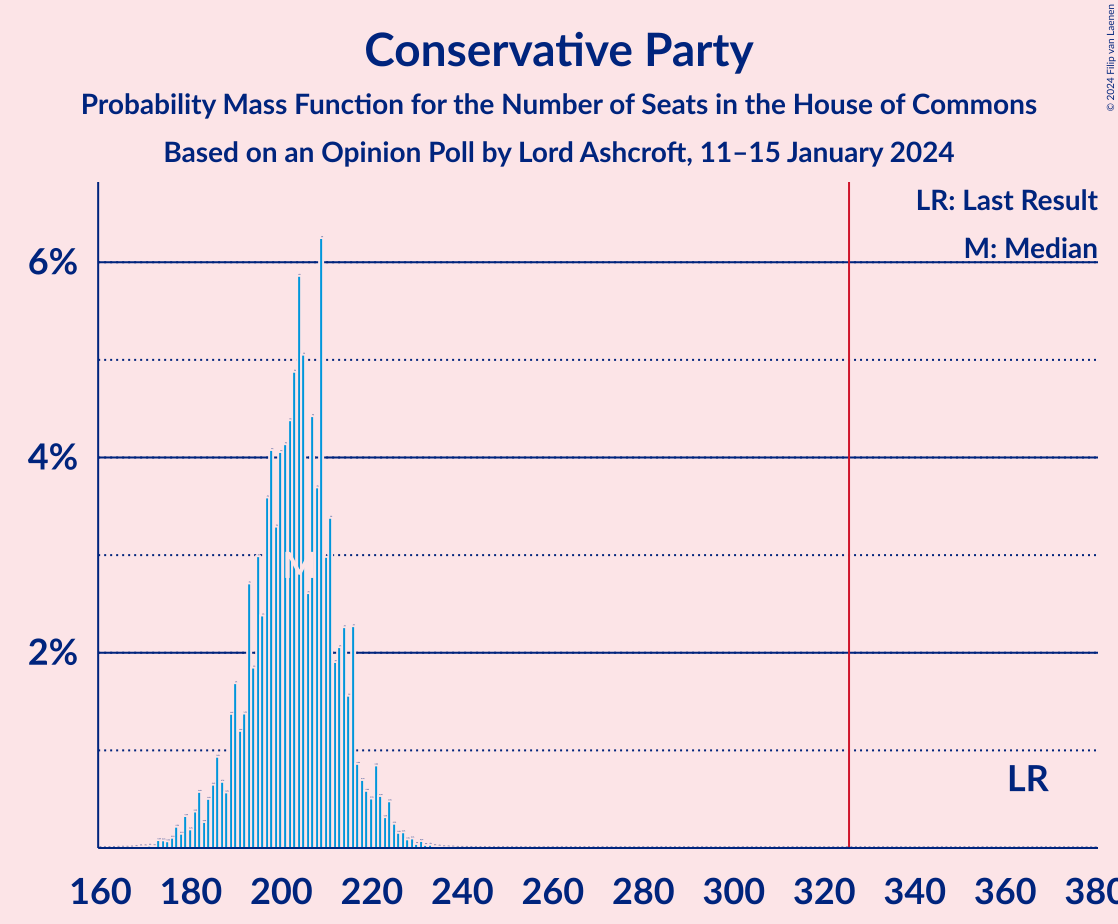 Conservative Party
Probability Mass Function for the Number of Seats in the House of Commons
Based on an Opinion Poll by Lord Ashcroft, 11–15 January 2024
© 2024 Filip van Laenen
LR: Last Result
M: Median
6%
4%
2%
M
LR
160 180 200 220 240 260 280 300 320 340 360 380